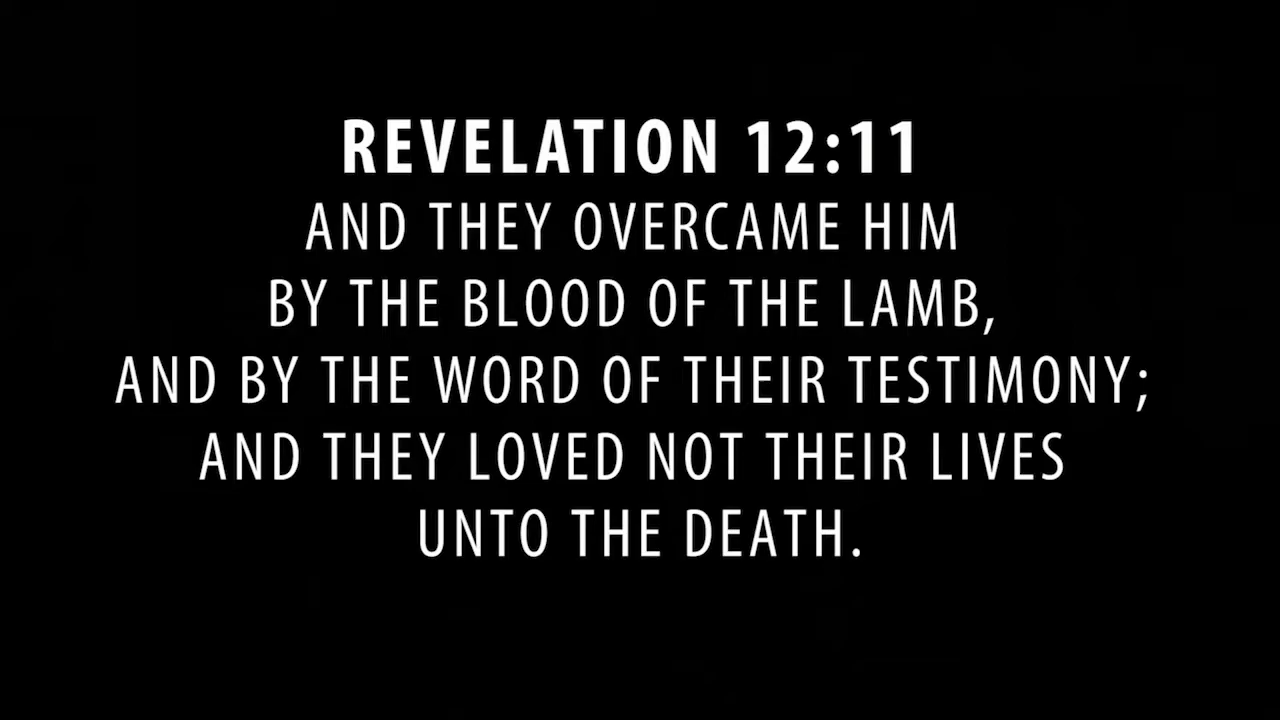 REVELATION 12:11
AND THEY OVERCAME HIM
BY THE BLOOD OF THE LAMB,
AND BY THE WORD OF THEIR TESTIMONY;
AND THEY LOVED NOT THEIR LIVES
UNTO THE DEATH.